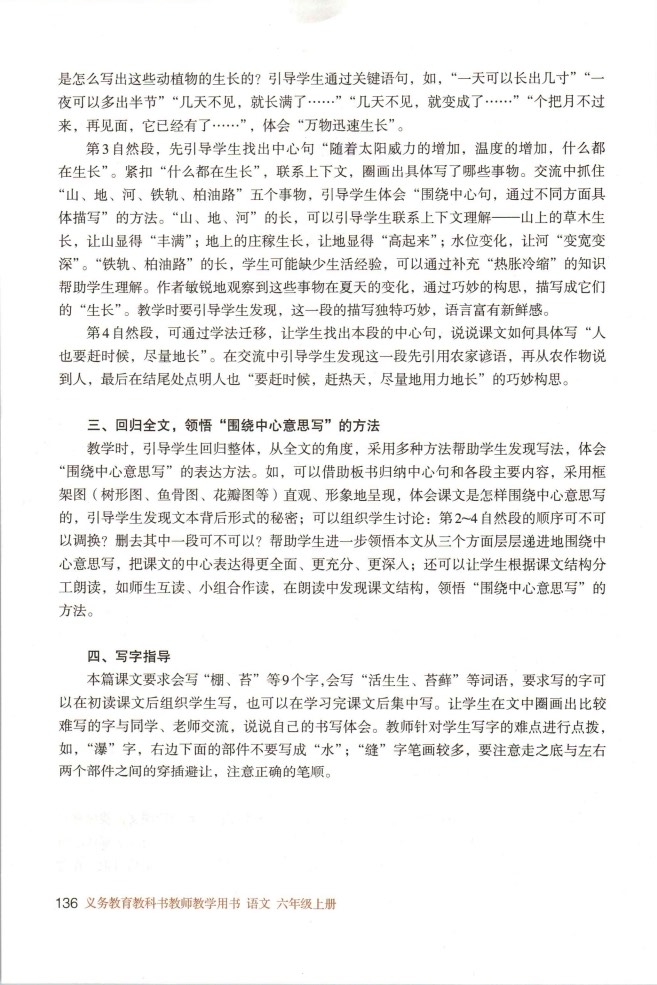 是怎么写出这些动植物的生长的？引导学生通过关键语句，如，“一天可以长出几寸”“一
夜可以多出半节”“几天不见，就长满了……”“几天不见，就变成了……”“个把月不过
来，再见面，它已经有了……”，体会“万物迅速生长”。
第3自然段，先引导学生找出中心句“随着太阳威力的增加，温度的增加，什么都
在生长”。紧扣“什么都在生长”，联系上下文，圈画出具体写了哪些事物。交流中抓住
“山、地、河、铁轨、柏油路”五个事物，引导学生体会“围绕中心句，通过不同方面具
体描写”的方法。“山、地、河”的长，可以引导学生联系上下文理解——山上的草木生
长，让山显得“丰满”；地上的庄稼生长，让地显得“高起来”；水位变化，让河“变宽变
深”。“铁轨、柏油路”的长，学生可能缺少生活经验，可以通过补充“热胀冷缩”的知识
帮助学生理解。作者敏锐地观察到这些事物在夏天的变化，通过巧妙的构思，描写成它们
的“生长”。教学时要引导学生发现，这一段的描写独特巧妙，语言富有新鲜感。
第4自然段，可通过学法迁移，让学生找出本段的中心句，说说课文如何具体写“人
也要赶时候，尽量地长”。在交流中引导学生发现这一段先引用农家谚语，再从农作物说
到人，最后在结尾处点明人也“要赶时候，赶热天，尽量地用力地长”的巧妙构思。
三、回归全文，领悟“围绕中心意思写”的方法
教学时，引导学生回归整体，从全文的角度，采用多种方法帮助学生发现写法，体会
“围绕中心意思写”的表达方法。如，可以借助板书归纳中心句和各段主要内容，采用框
架图（树形图、鱼骨图、花瓣图等）直观、形象地呈现，体会课文是怎样围绕中心意思写
的，引导学生发现文本背后形式的秘密；可以组织学生讨论：第2~4自然段的顺序可不可
以调换？删去其中一段可不可以？帮助学生进一步领悟本文从三个方面层层递进地围绕中
心意思写，把课文的中心表达得更全面、更充分、更深入；还可以让学生根据课文结构分
工朗读，如师生互读、小组合作读，在朗读中发现课文结构，领悟“围绕中心意思写”的
方法。
四、写字指导
本篇课文要求会写“棚、苔”等9个字,会写“活生生、苔藓”等词语，要求写的字可
以在初读课文后组织学生写，也可以在学习完课文后集中写。让学生在文中圈画出比较
难写的字与同学、老师交流，说说自己的书写体会。教师针对学生写字的难点进行点拨，
如，“瀑”字，右边下面的部件不要写成“水”；“缝”字笔画较多，要注意走之底与左右
两个部件之间的穿插避让，注意正确的笔顺。
136 义务教育教科书教师教学用书 语文 六年级上册